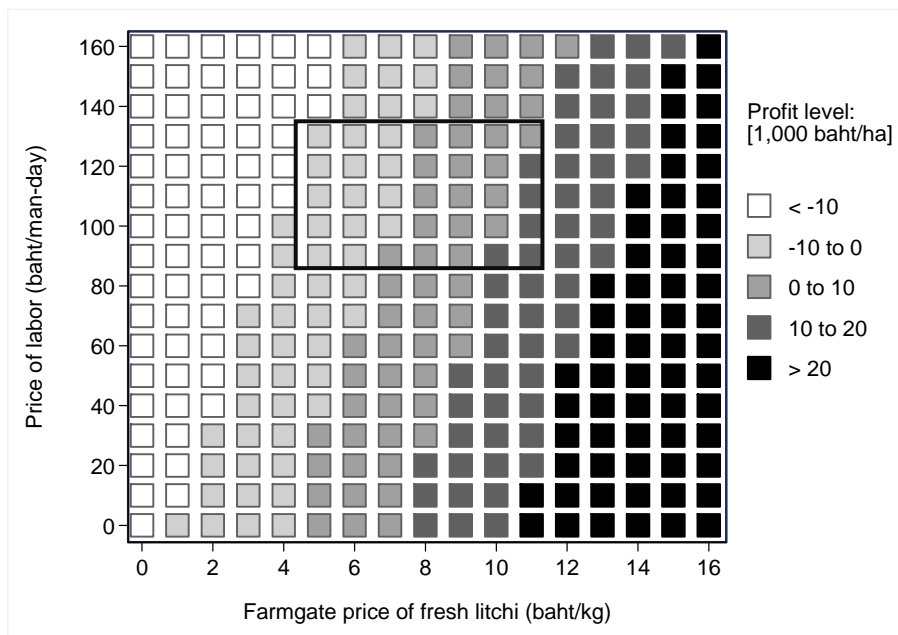 160
140
120
100
80
60
40
20
0
Price of labor (baht/man-day)
0 2 4 6 8 10 12 14 16
Farmgate price of fresh litchi (baht/kg)
Profit level:
[1,000 baht/ha]
< -10
-10 to 0
0 to 10
10 to 20
> 20